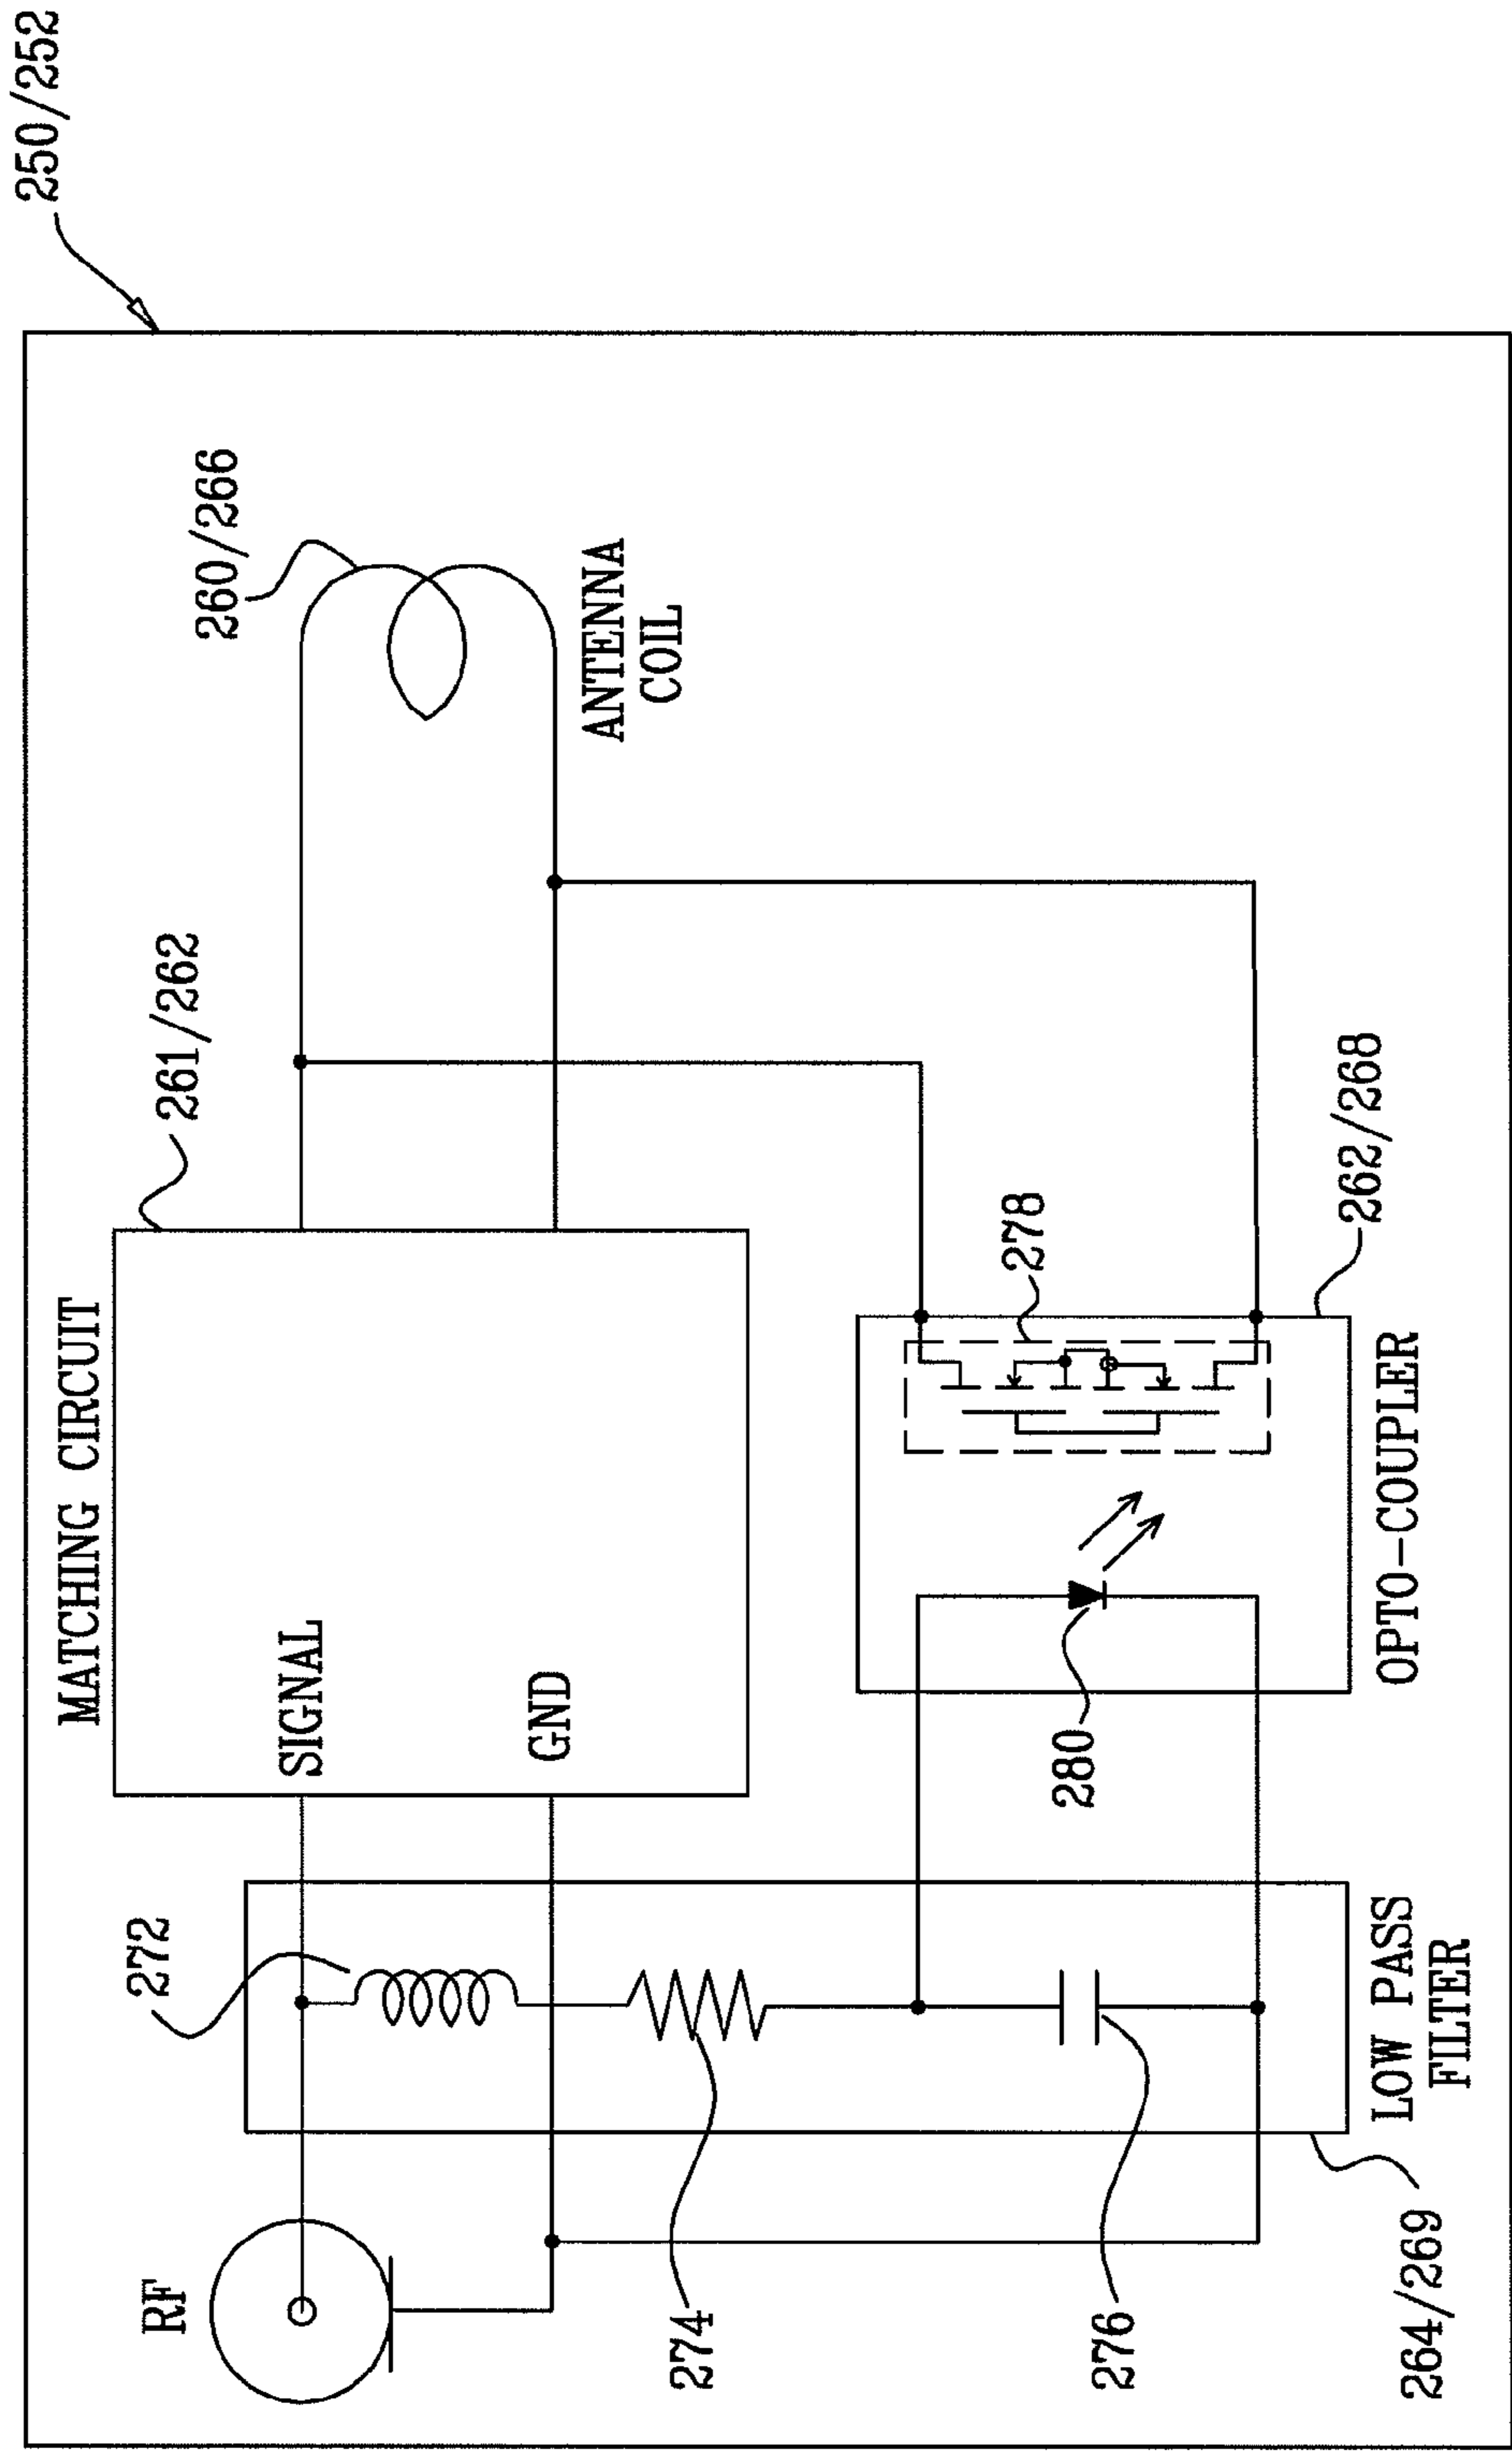 250/252
MATCHING CIRCUIT
261/262
260/266
RF
272
SIGNAL
GND
ANTENNA
COIL
274
276
280
278
264/269
262/268
LOW PASS
FILTER
OPTO-COUPLER